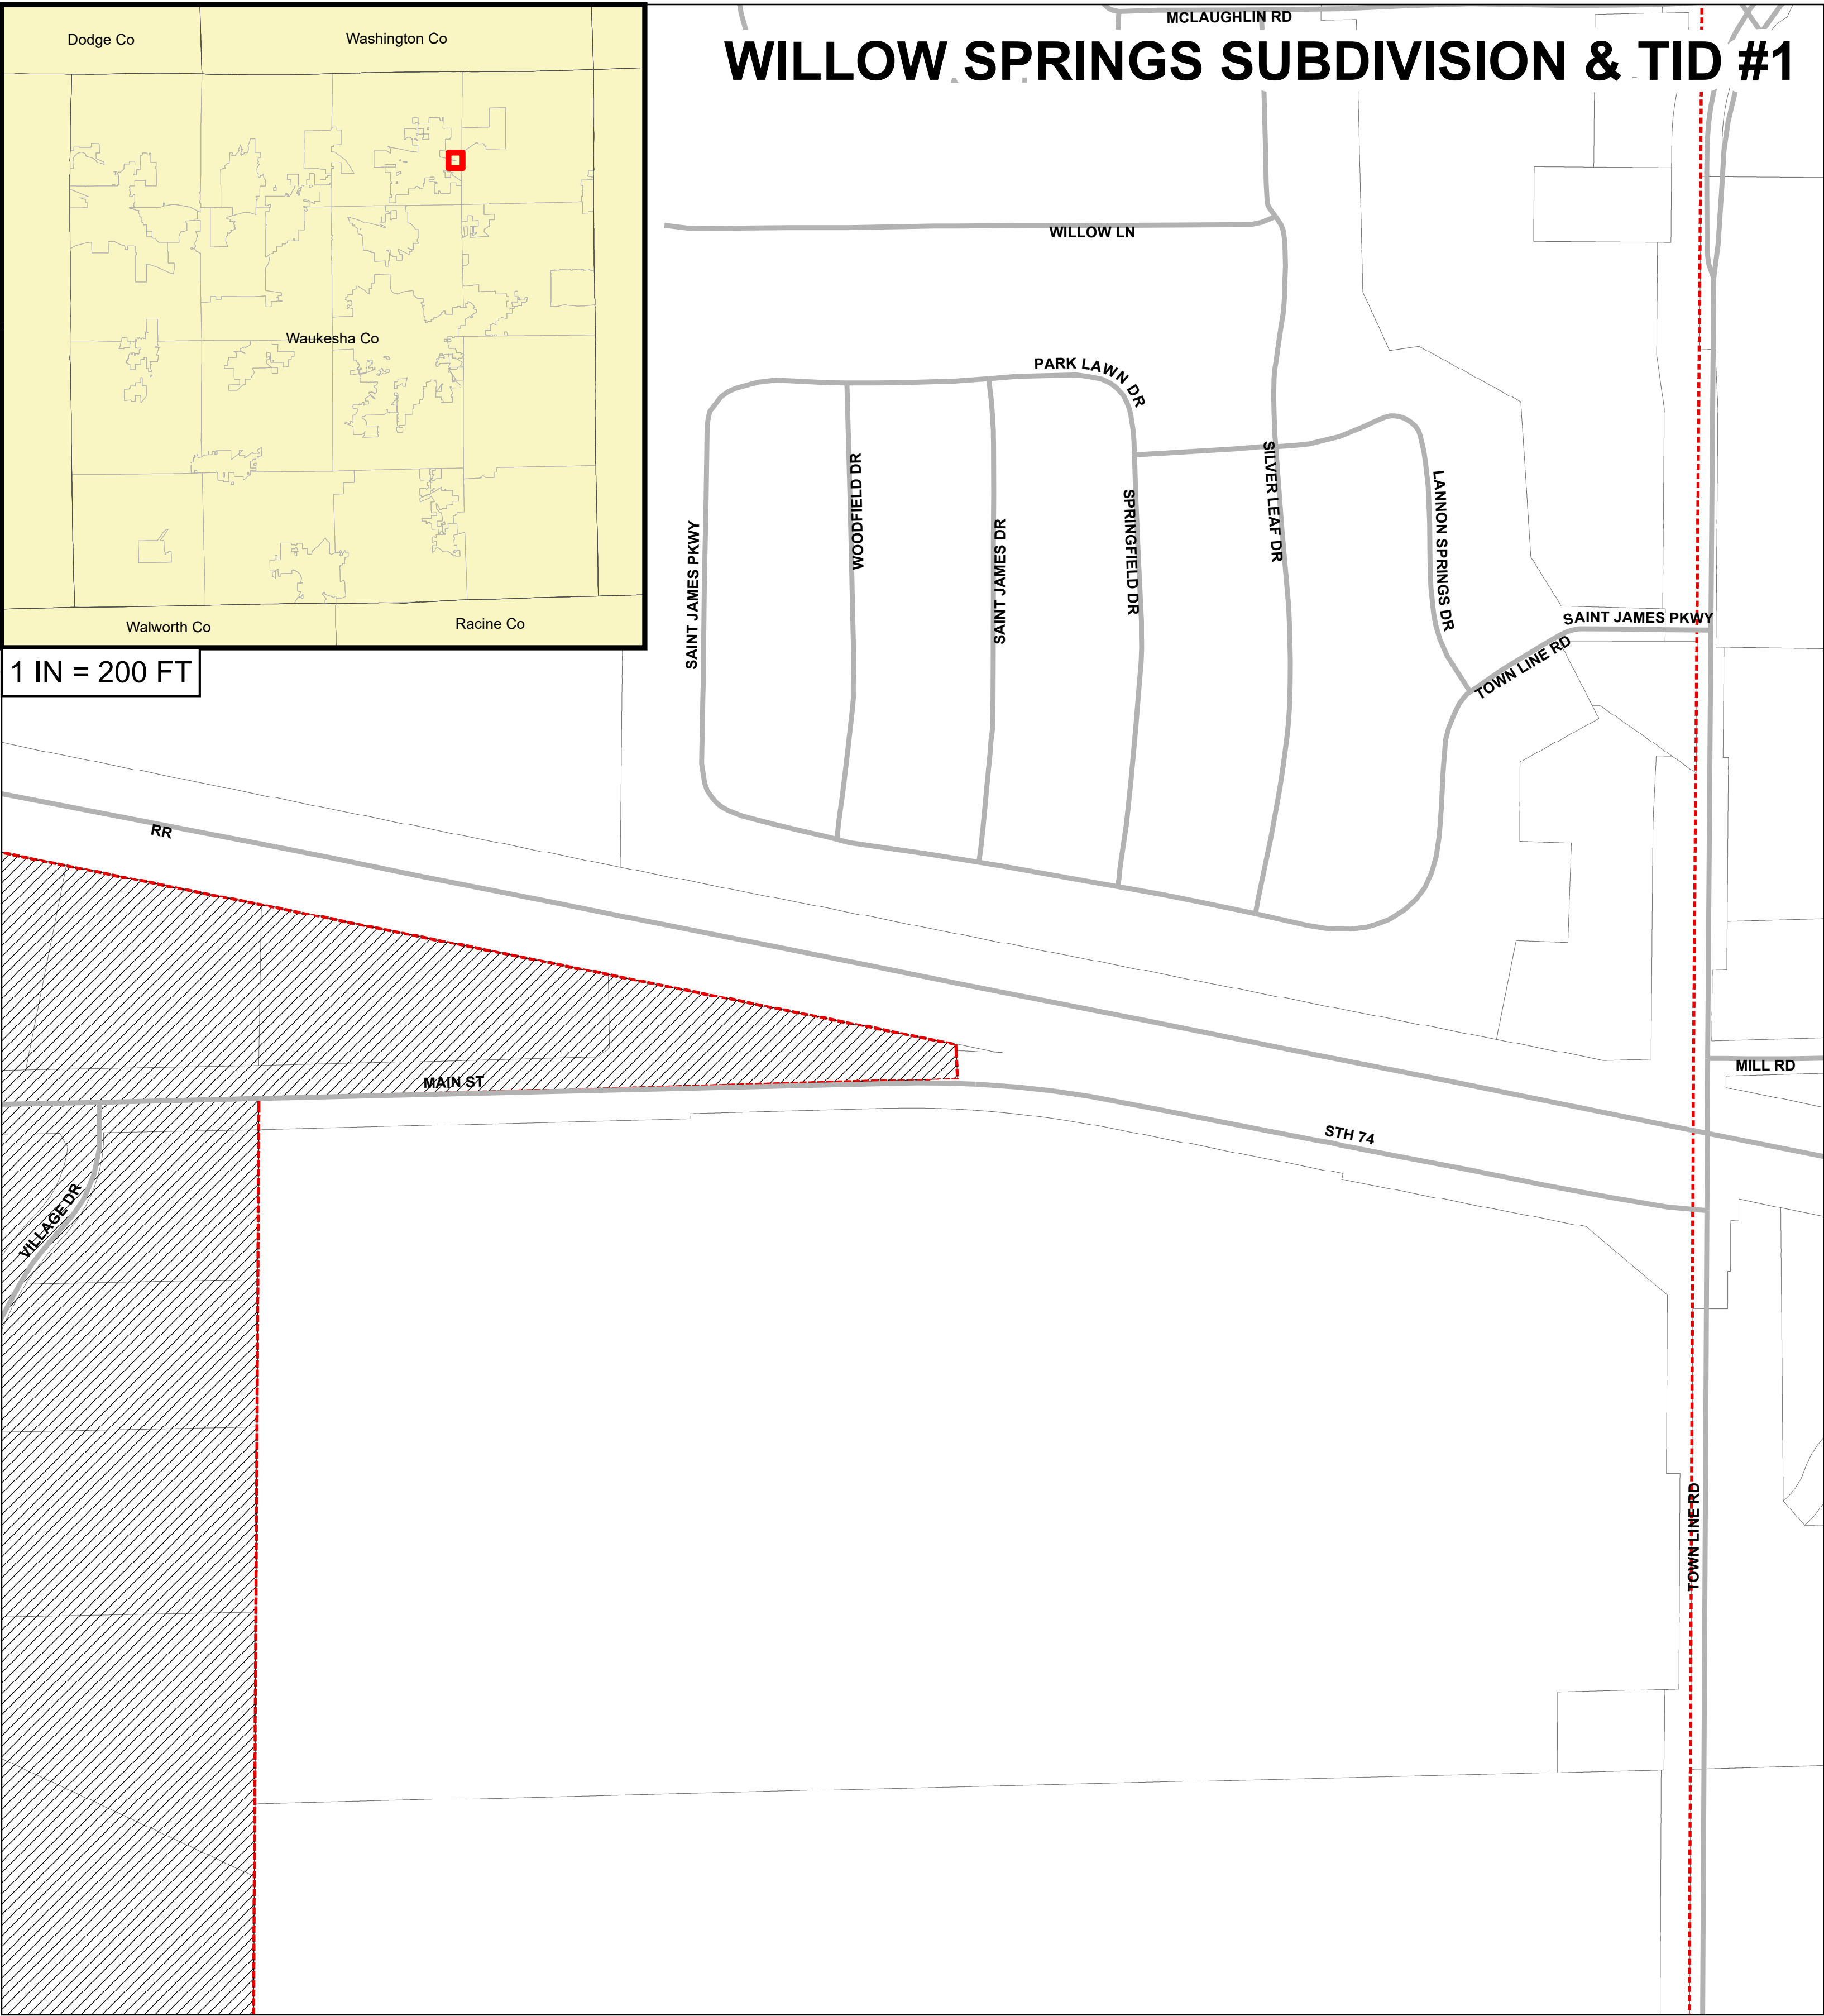 MCLAUGHLIN RD
WILLOW SPRINGS SUBDIVISION & TID #1
Dodge Co
Washington Co
Waukesha Co
Walworth Co
Racine Co
1 IN = 200 FT
WILLOW LN
PARK LAWN DR
SAINT JAMES PKWY
WOODFIELD DR
SAINT JAMES DR
SPRINGFIELD DR
SILVER LEAF DR
LANNON SPRINGS DR
SAINT JAMES PKWY
TOWN LINE RD
RR
MAIN ST
MILL RD
STH 74
VILLAGE DR
TOWN LINE RD